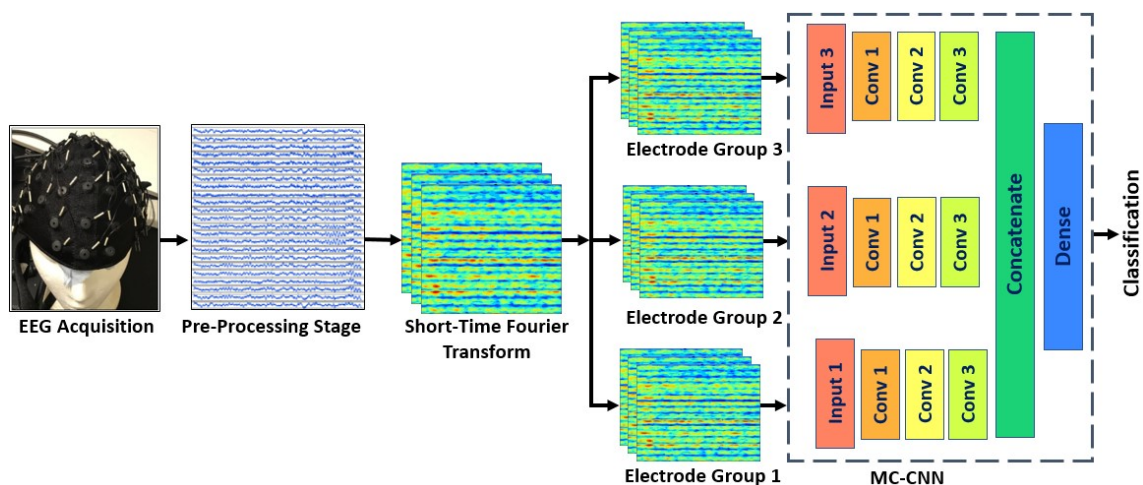 EEG Acquisition
Pre-Processing Stage
Short-Time Fourier
Transform
Electrode Group 3
Electrode Group 2
Electrode Group 1
Input 3
Conv 1
Conv 2
Conv 3
Input 2
Conv 1
Conv 2
Conv 3
Input 1
Conv 1
Conv 2
Conv 3
Concatenate
Dense
MC-CNN
Classification